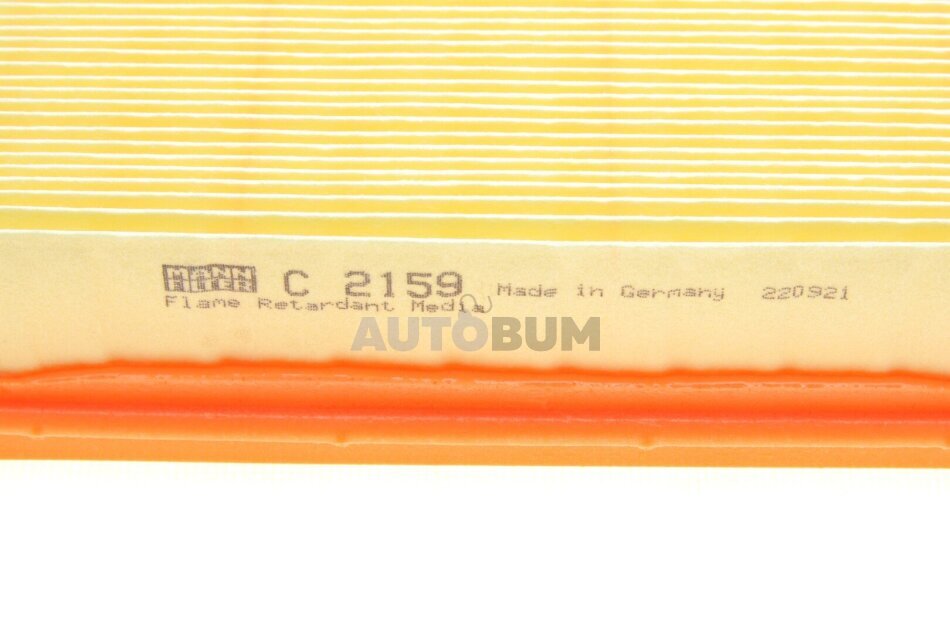 MANN FILTER C 2159 Made in Germany 220921
Flame Retardant Media
AUTOBUM